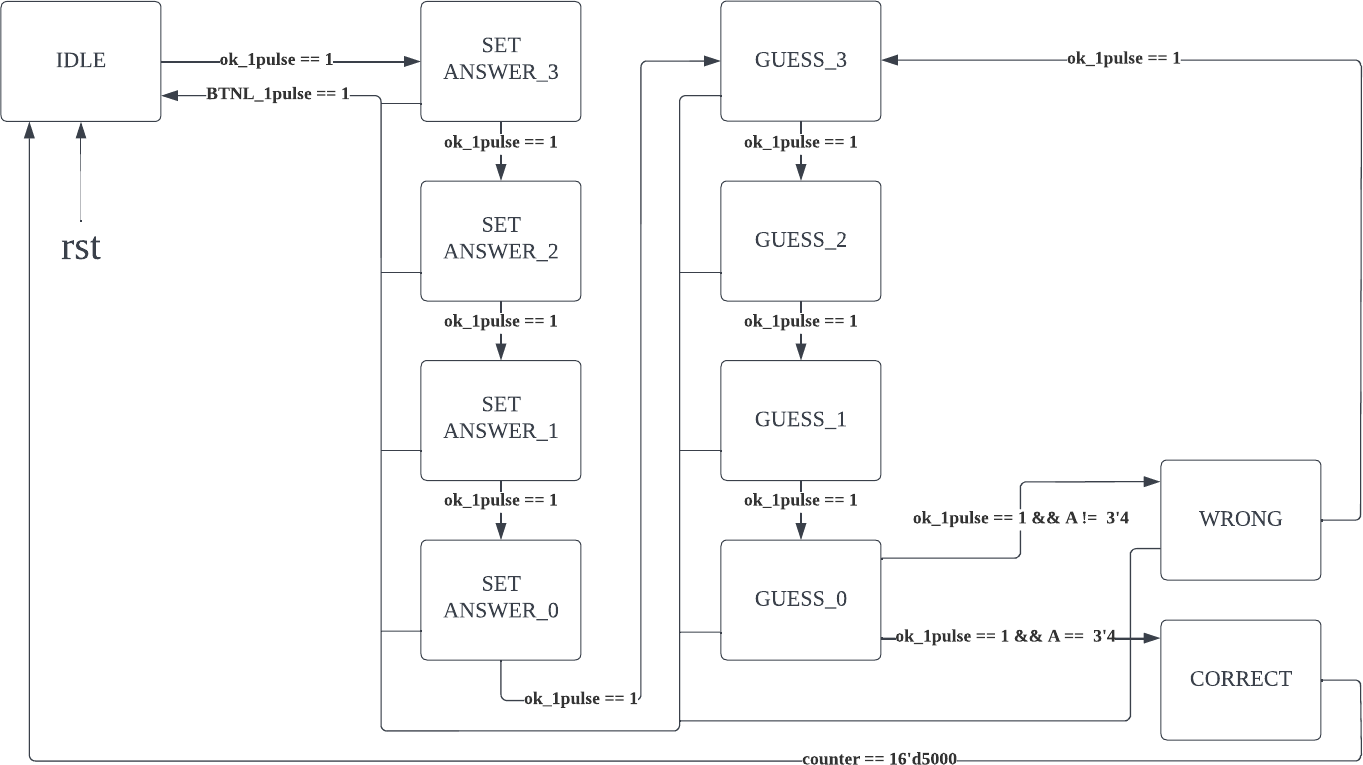 IDLE
ok_1pulse == 1
SET
ANSWER_3
GUESS_3
ok_1pulse == 1
BTNL_1pulse == 1
ok_1pulse == 1
ok_1pulse == 1
rst
SET
ANSWER_2
GUESS_2
ok_1pulse == 1
ok_1pulse == 1
SET
ANSWER_1
GUESS_1
ok_1pulse == 1
ok_1pulse == 1
ok_1pulse == 1 && A != 3'4
WRONG
SET
ANSWER_0
GUESS_0
ok_1pulse == 1 && A == 3'4
CORRECT
ok_1pulse == 1
counter == 16'd5000